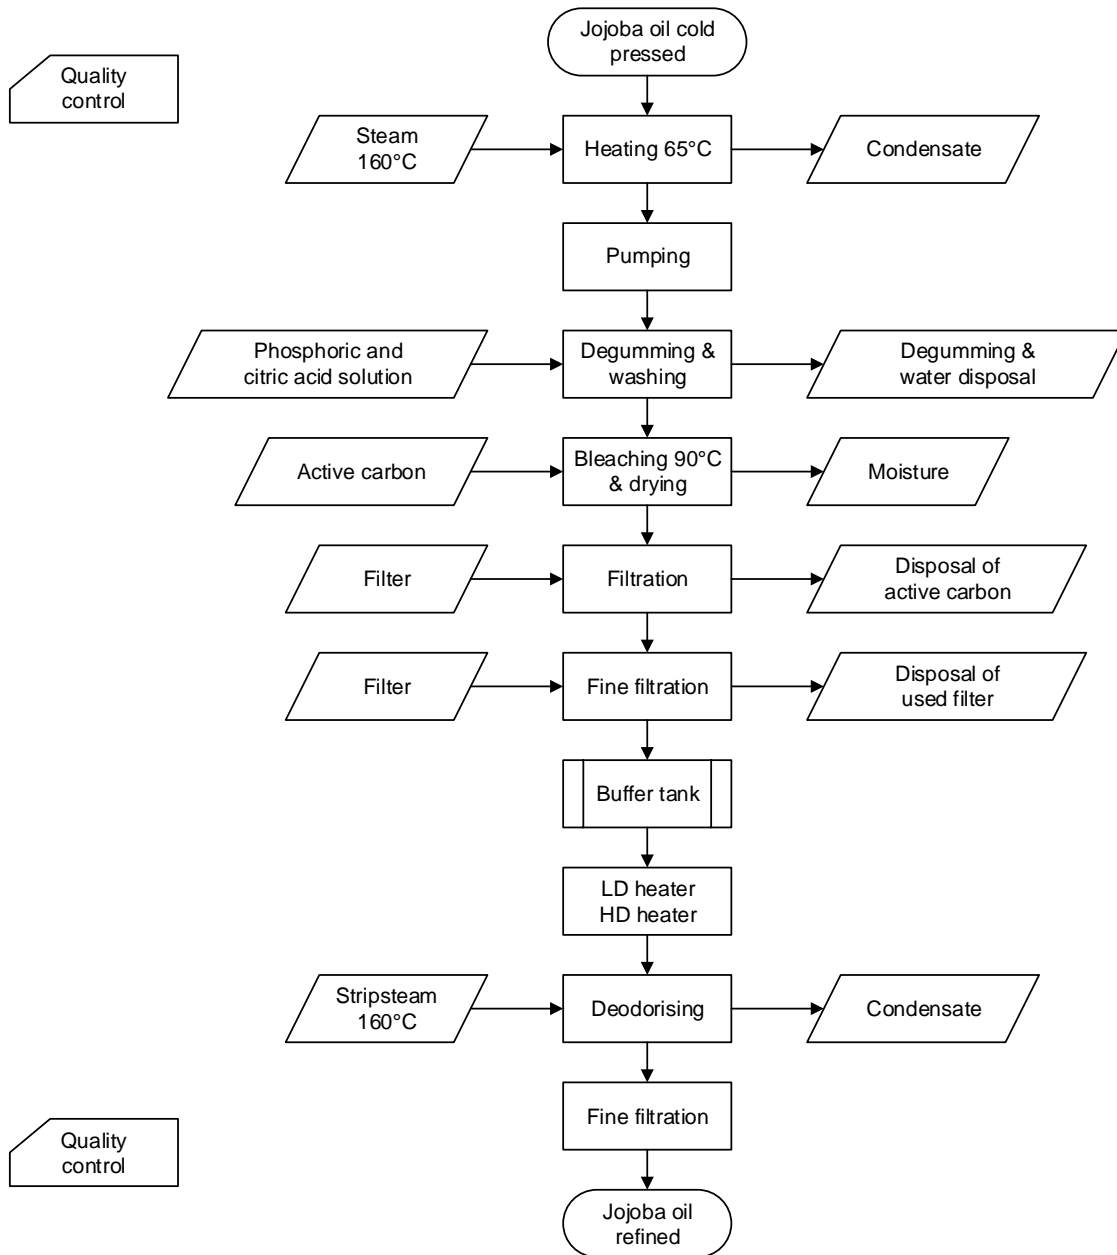 Jojoba oil cold
pressed
Quality
control
Steam
160°C
Heating 65°C
Condensate
Pumping
Phosphoric and
citric acid solution
Degumming &
washing
Degumming &
water disposal
Active carbon
Bleaching 90°C
& drying
Moisture
Filter
Filtration
Disposal of
active carbon
Filter
Fine filtration
Disposal of
used filter
Buffer tank
LD heater
HD heater
Stripsteam
160°C
Deodorising
Condensate
Fine filtration
Quality
control
Jojoba oil
refined